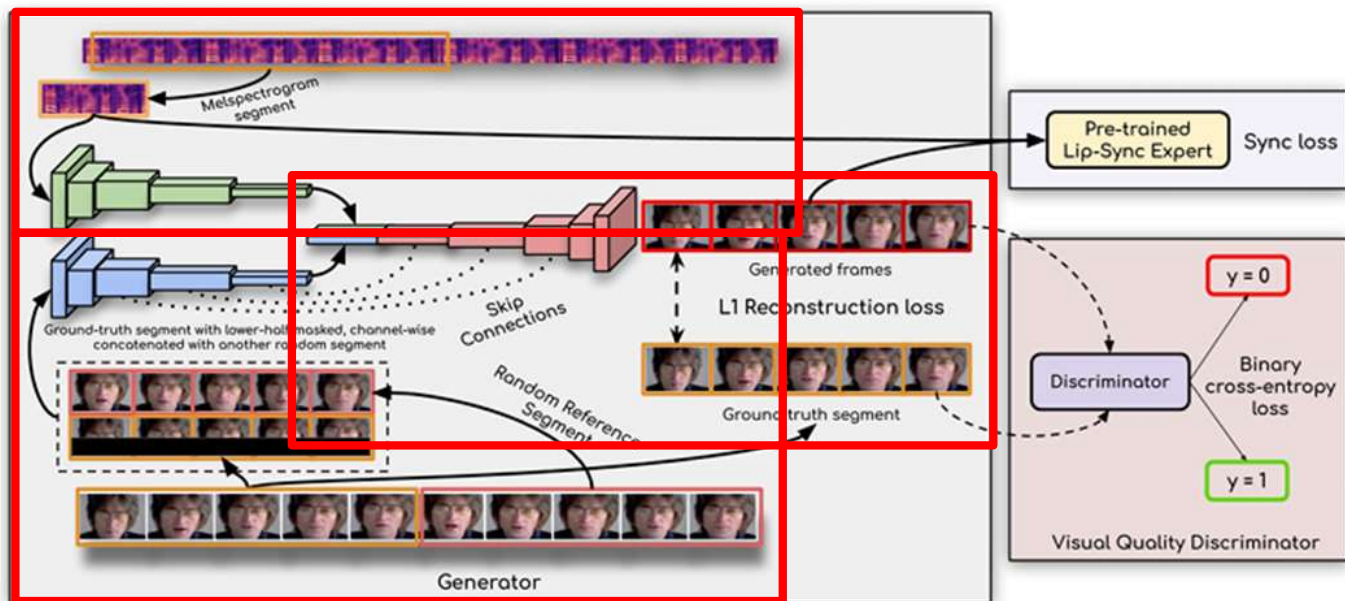 Melspectrogram
segment
Pre-trained
Lip-Sync Expert
Sync loss
Generated frames
L1 Reconstruction loss
Skip
Connections
Ground-truth segment with lower-half masked, channel-wise
concatenated with another random segment
Random Reference
Segment
Ground truth segment
y = 0
Discriminator
Binary
cross-entropy
loss
y = 1
Visual Quality Discriminator
Generator